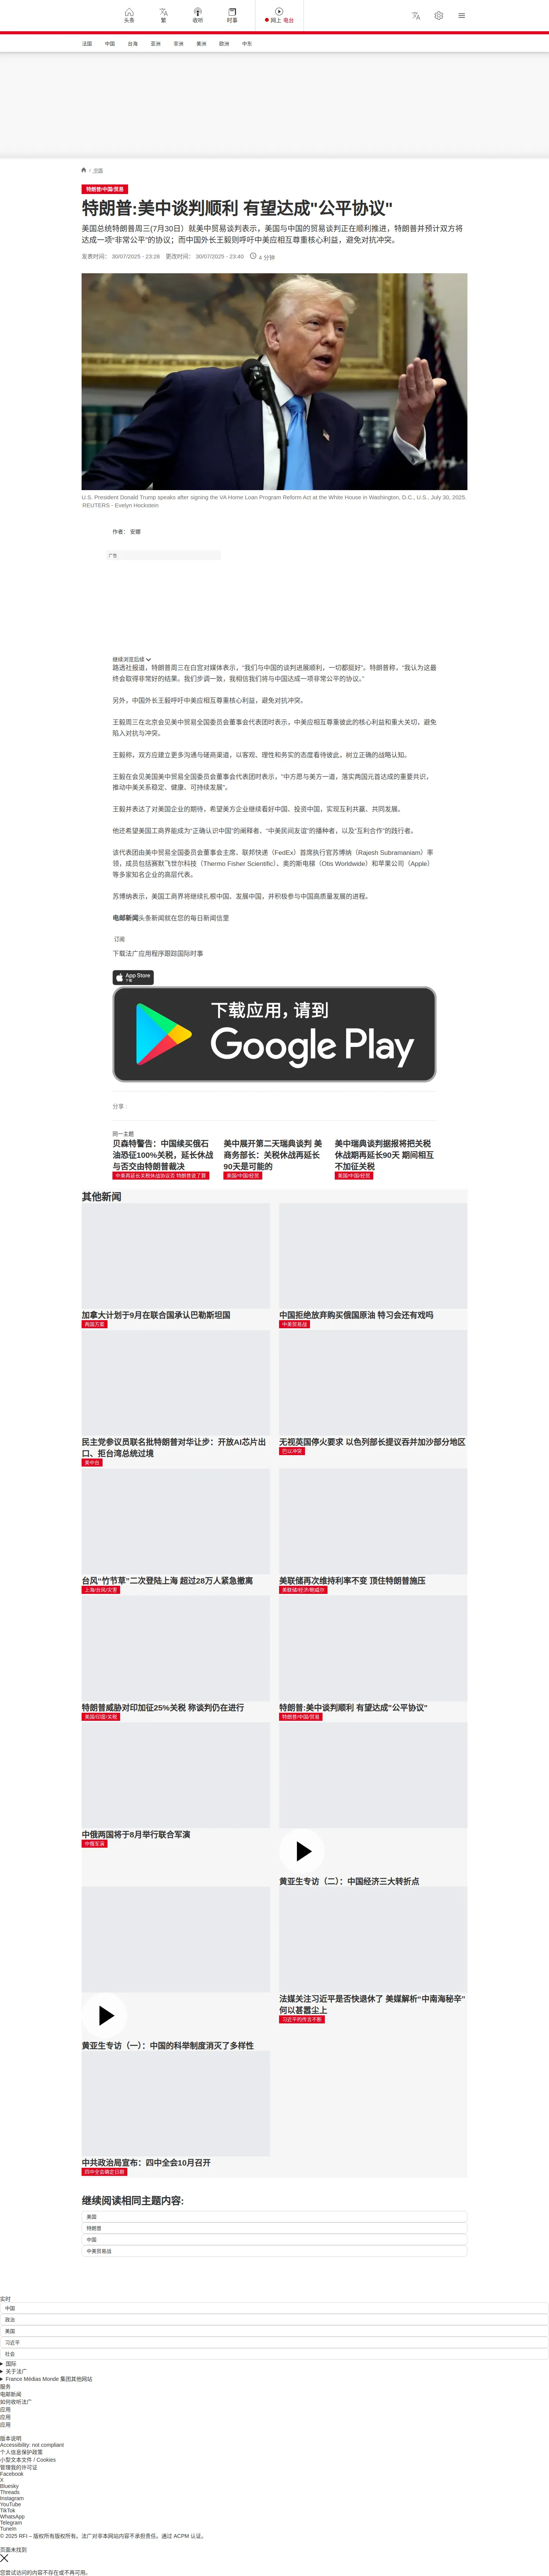 头条
繁
收听
时事
网上 电台
法国
中国
台海
亚洲
非洲
美洲
欧洲
中东
/ 中国
特朗普/中国/贸易
特朗普:美中谈判顺利 有望达成"公平协议"
美国总统特朗普周三(7月30日）就美中贸易谈判表示，美国与中国的贸易谈判正在顺利推进，特朗普并预计双方将
达成一项“非常公平”的协议；而中国外长王毅则呼吁中美应相互尊重核心利益，避免对抗冲突。
发表时间： 30/07/2025 - 23:28 更改时间： 30/07/2025 - 23:40 4 分钟
U.S. President Donald Trump speaks after signing the VA Home Loan Program Reform Act at the White House in Washington, D.C., U.S., July 30, 2025.
REUTERS - Evelyn Hockstein
作者： 安娜
广告
继续浏览后续
路透社报道，特朗普周三在白宫对媒体表示，“我们与中国的谈判进展顺利，一切都挺好”。特朗普称，“我认为这最
终会取得非常好的结果。我们步调一致，我相信我们将与中国达成一项非常公平的协议。”
另外，中国外长王毅呼吁中美应相互尊重核心利益，避免对抗冲突。
王毅周三在北京会见美中贸易全国委员会董事会代表团时表示，中美应相互尊重彼此的核心利益和重大关切，避免
陷入对抗与冲突。
王毅称，双方应建立更多沟通与磋商渠道，以客观、理性和务实的态度看待彼此，树立正确的战略认知。
王毅在会见美国美中贸易全国委员会董事会代表团时表示，“中方愿与美方一道，落实两国元首达成的重要共识，
推动中美关系稳定、健康、可持续发展”。
王毅并表达了对美国企业的期待，希望美方企业继续看好中国、投资中国，实现互利共赢、共同发展。
他还希望美国工商界能成为“正确认识中国”的阐释者、“中美民间友谊”的播种者，以及“互利合作”的践行者。
该代表团由美中贸易全国委员会董事会主席、联邦快递（FedEx）首席执行官苏博纳（Rajesh Subramaniam）率
领，成员包括赛默飞世尔科技（Thermo Fisher Scientific）、奥的斯电梯（Otis Worldwide）和苹果公司（Apple）
等多家知名企业的高层代表。
苏博纳表示，美国工商界将继续扎根中国、发展中国，并积极参与中国高质量发展的进程。
电邮新闻头条新闻就在您的每日新闻信里
订阅
下载法广应用程序跟踪国际时事
App Store
下载
下载应用，请到
Google Play
分享 :
同一主题
贝森特警告：中国续买俄石
油恐征100%关税，延长休战
与否交由特朗普裁决
中美两延长关税休战协议页 特朗普说了算
美中展开第二天瑞典谈判 美
商务部长：关税休战再延长
90天是可能的
美国/中国/经贸
美中瑞典谈判据报将把关税
休战期再延长90天 期间相互
不加征关税
美国/中国/经贸
其他新闻
加拿大计划于9月在联合国承认巴勒斯坦国
两国方案
中国拒绝放弃购买俄国原油 特习会还有戏吗
中美贸易战
民主党参议员联名批特朗普对华让步：开放AI芯片出
口、拒台湾总统过境
美中台
无视英国停火要求 以色列部长提议吞并加沙部分地区
巴以冲突
台风“竹节草”二次登陆上海 超过28万人紧急撤离
上海/台风/灾害
美联储再次维持利率不变 顶住特朗普施压
美联储/经济/鲍威尔
特朗普威胁对印加征25%关税 称谈判仍在进行
美国/印度/关税
特朗普:美中谈判顺利 有望达成"公平协议"
特朗普/中国/贸易
中俄两国将于8月举行联合军演
中俄军演
黄亚生专访（二）：中国经济三大转折点
黄亚生专访（一）：中国的科举制度消灭了多样性
法媒关注习近平是否快退休了 美媒解析"中南海秘辛"
何以甚嚣尘上
习近平的传言不断
中共政治局宣布：四中全会10月召开
四中全会确定日期
继续阅读相同主题内容:
美国
特朗普
中国
中美贸易战
实时
中国
政治
美国
习近平
社会
国际
关于法广
France Médias Monde 集团其他网站
服务
电邮新闻
如何收听法广
应用
应用
应用
版本说明
Accessibility: not compliant
个人信息保护政策
小型文本文件 / Cookies
管理我的许可证
Facebook
X
Bluesky
Threads
Instagram
YouTube
TikTok
WhatsApp
Telegram
TuneIn
© 2025 RFI – 版权所有版权所有。法广对非本网站内容不承担责任。通过 ACPM 认证。
页面未找到
您尝试访问的内容不存在或不再可用。